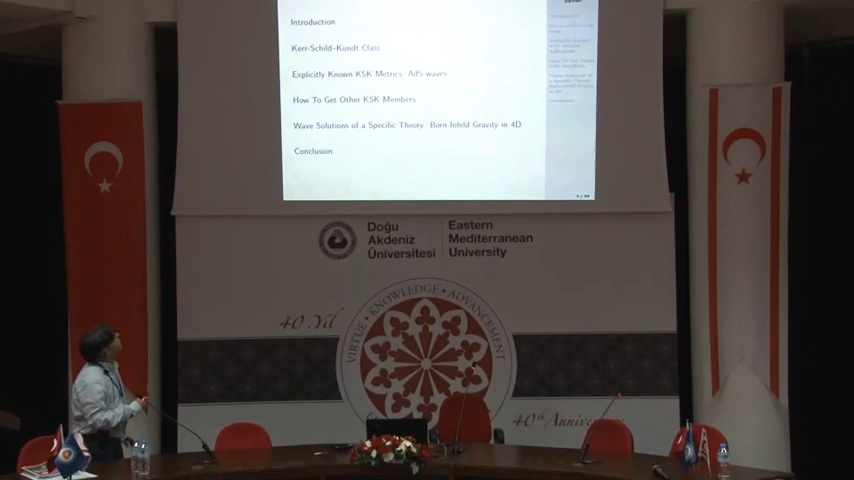 Introduction
Kerr-Schild-Kundt Class
Explicitly Known KSK Metrics AdS waves
How To Get Other KSK Members
Wave Solutions of a Specific Theory Born-Infeld Gravity in 4D
Conclusion
Doğu
Akdeniz
Üniversitesi
Eastern
Mediterranean
University
40.Yıl
VIRTUE • KNOWLEDGE • ADVANCEMENT
40th Anniversary